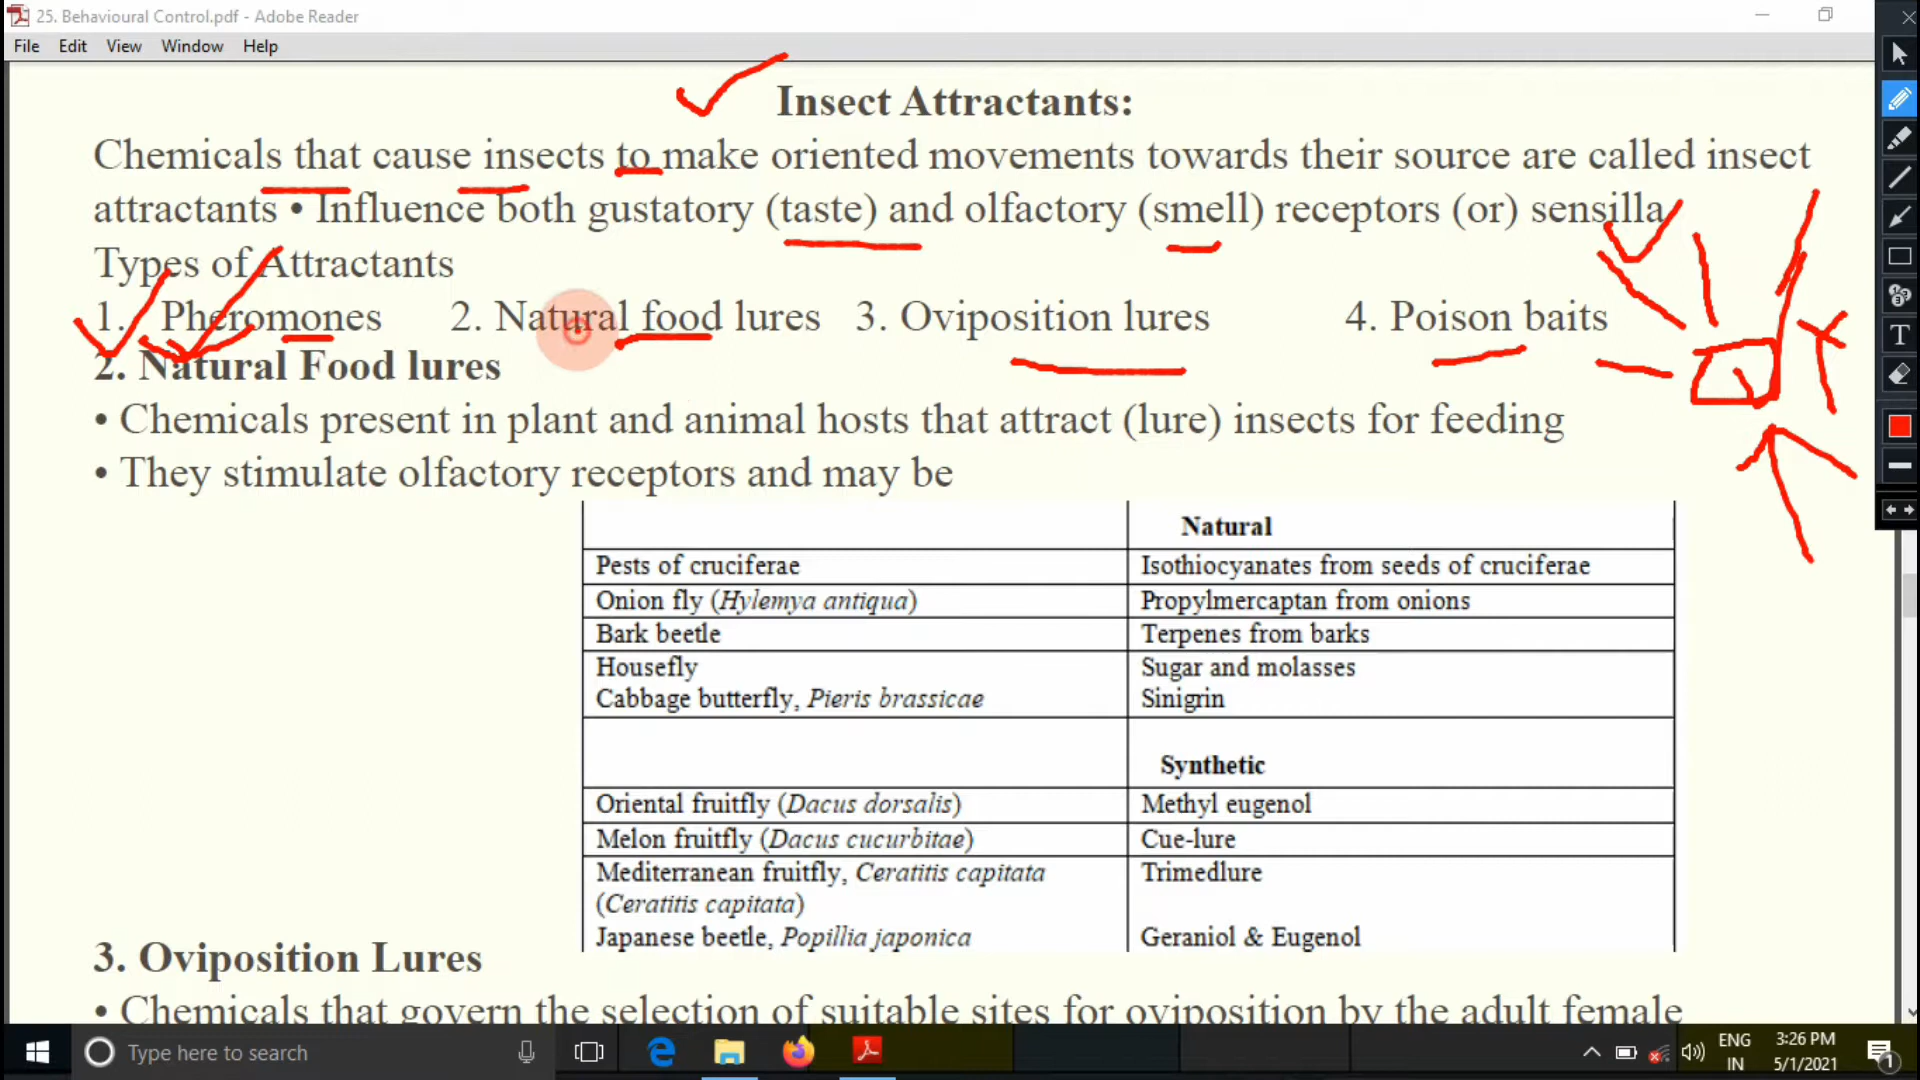 25. Behavioural Control.pdf - Adobe Reader
File Edit View Window Help
Insect Attractants:
Chemicals that cause insects to make oriented movements towards their source are called insect
attractants • Influence both gustatory (taste) and olfactory (smell) receptors (or) sensilla
Types of Attractants
1. Pheromones 2. Natural food lures 3. Oviposition lures 4. Poison baits
2. Natural Food lures
• Chemicals present in plant and animal hosts that attract (lure) insects for feeding
• They stimulate olfactory receptors and may be
Natural
Pests of cruciferae Isothiocyanates from seeds of cruciferae
Onion fly (Hylemya antiqua) Propylmercaptan from onions
Bark beetle Terpenes from barks
Housefly Sugar and molasses
Cabbage butterfly, Pieris brassicae Sinigrin
Synthetic
Oriental fruitfly (Dacus dorsalis) Methyl eugenol
Melon fruitfly (Dacus cucurbitae) Cue-lure
Mediterranean fruitfly, Ceratitis capitata Trimedlure
(Ceratitis capitata)
Japanese beetle, Popillia japonica Geraniol & Eugenol
3. Oviposition Lures
• Chemicals that govern the selection of suitable sites for oviposition by the adult female
Type here to search
ENG 3:26 PM
IN 5/1/2021 1